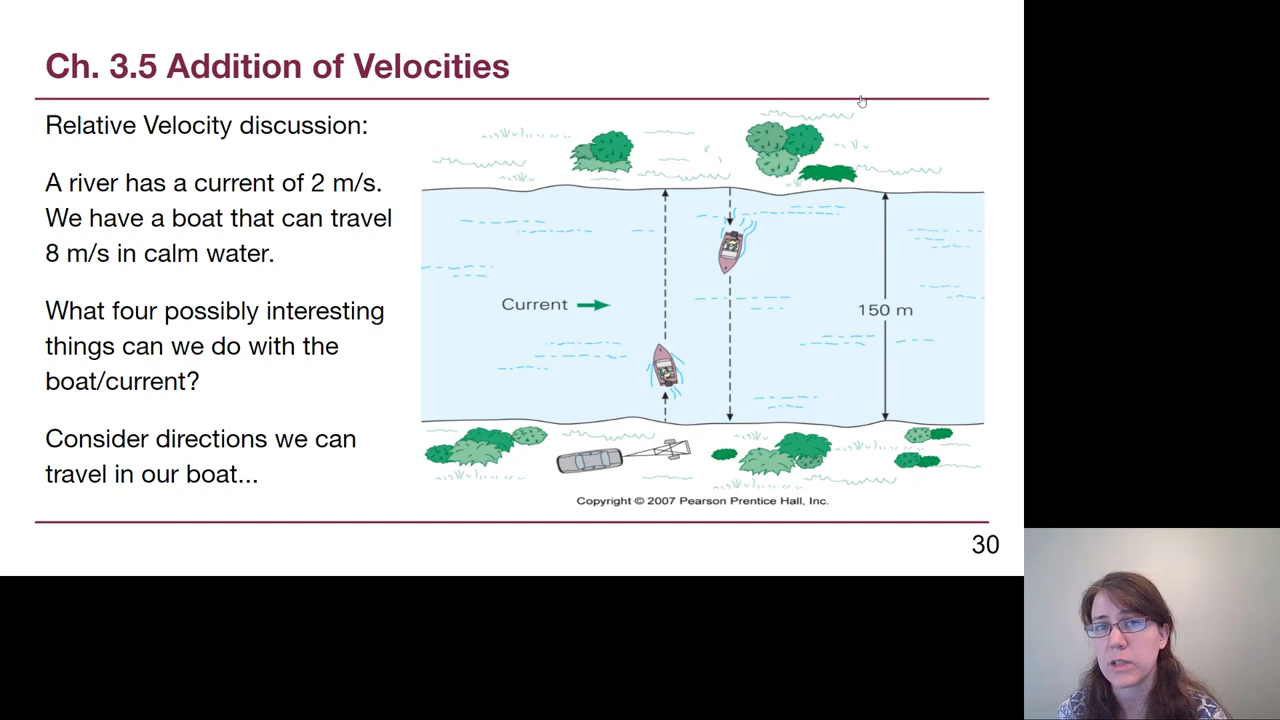 Ch. 3.5 Addition of Velocities
Relative Velocity discussion:
A river has a current of 2 m/s.
We have a boat that can travel
8 m/s in calm water.
What four possibly interesting
things can we do with the
boat/current?
Consider directions we can
travel in our boat...
Current
150 m
Copyright © 2007 Pearson Prentice Hall, Inc.
30